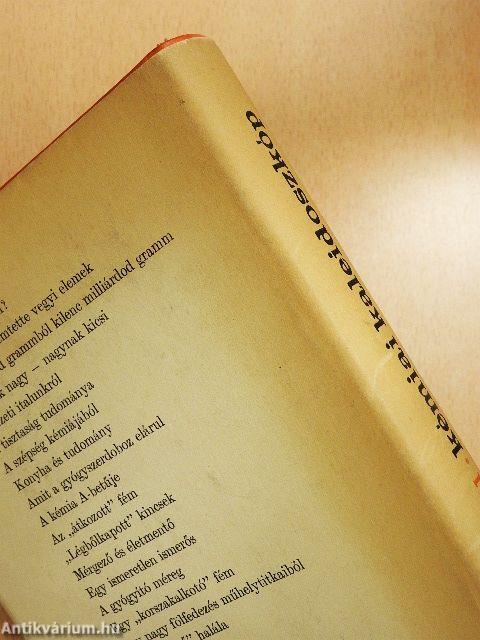 kémiai kaleidoszkóp
vegyi elemek
grammból kilenc milliárdod gramm
nagy — nagynak kicsi
italunkról
tisztaság tudománya
A szépség kémiájából
Konyha és tudomány
Amit a gyógyszerdoboz elárul
A kémia Á-betűje
Az „átkozott” fém
„Légbőlkapott” kincsek
Mérgező és életmentő
Egy ismeretlen ismerős
A gyógyító méreg
„korszakalkotó” fém
nagy fölfedezés műhelytitkaiból
halála
Antikvárium.hu